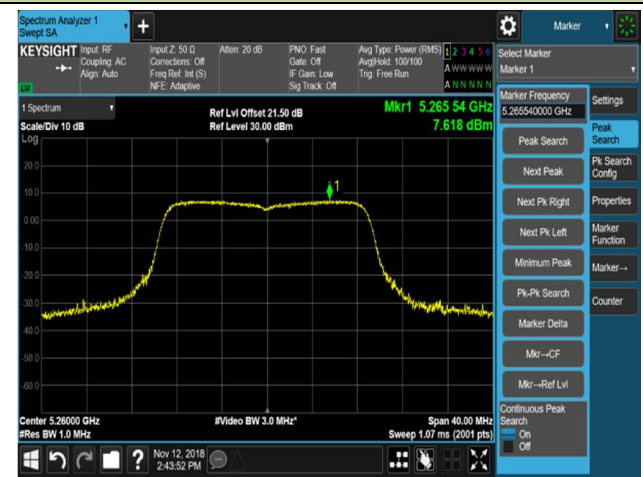 Spectrum Analyzer 1
Swept SA
+
Marker
KEYSIGHT
Input: RF
Coupling: AC
Align: Auto
Input Z: 50 Ω
Corrections: Off
Freq Ref: Int (S)
NFE: Adaptive
Atten: 20 dB
PNO: Fast
Gate: Off
IF Gain: Low
Sig Track: Off
Avg Type: Power (RMS)
Avg|Hold: 100/100
Trig: Free Run
1 2 3 4 5 6
A W W W W W
A N N N N N
LXI
Select Marker
Marker 1
1 Spectrum
Scale/Div 10 dB
Log
Ref Lvl Offset 21.50 dB
Ref Level 30.00 dBm
Mkr1 5.265 54 GHz
7.618 dBm
1
20.0
10.0
0.00
-10.0
-20.0
-30.0
-40.0
-50.0
-60.0
Center 5.26000 GHz
#Res BW 1.0 MHz
#Video BW 3.0 MHz*
Span 40.00 MHz
Sweep 1.07 ms (2001 pts)
Marker Frequency
5.265540000 GHz
Peak Search
Next Peak
Next Pk Right
Next Pk Left
Minimum Peak
Pk-Pk Search
Marker Delta
Mkr→CF
Mkr→Ref Lvl
Continuous Peak
Search
On
Off
Settings
Peak
Search
Pk Search
Config
Properties
Marker
Function
Marker→
Counter
?
Nov 12, 2018
2:43:52 PM